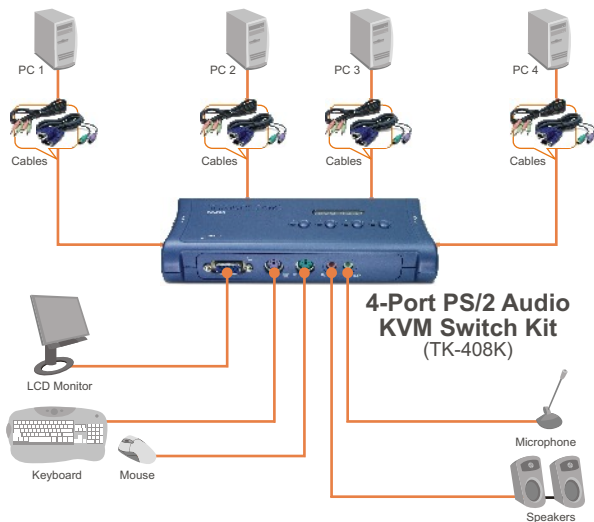 PC 1
PC 2
PC 3
PC 4
Cables
Cables
Cables
Cables
4-Port PS/2 Audio
KVM Switch Kit
(TK-408K)
LCD Monitor
Keyboard
Mouse
Microphone
Speakers